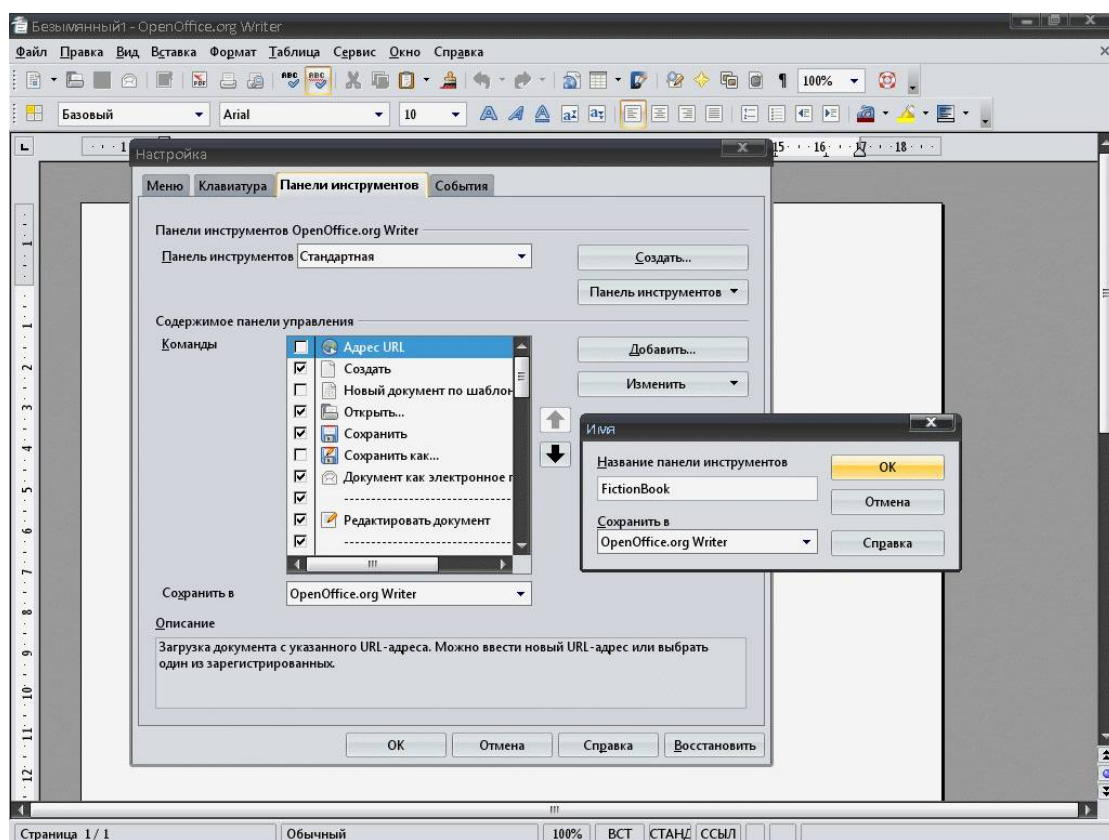 Безымянный1 - OpenOffice.org Writer
Файл Правка Вид Вставка Формат Таблица Сервис Окно Справка
100%
Базовый Arial 10
Настройка
Меню Клавиатура Панели инструментов События
Панели инструментов OpenOffice.org Writer
Панель инструментов Стандартная Создать...
Панель инструментов
Содержимое панели управления
Команды Адрес URL Добавить...
Создать
Новый документ по шаблон Изменить
Открыть...
Сохранить
Сохранить как...
Документ как электронное п
Редактировать документ
Имя
Название панели инструментов
FictionBook
Сохранить в
OpenOffice.org Writer
ОК
Отмена
Справка
Сохранить в OpenOffice.org Writer
Описание
Загрузка документа с указанного URL-адреса. Можно ввести новый URL-адрес или выбрать
один из зарегистрированных.
ОК Отмена Справка Восстановить
Страница 1 / 1 Обычный 100% ВСТ СТАНД ССЫЛ